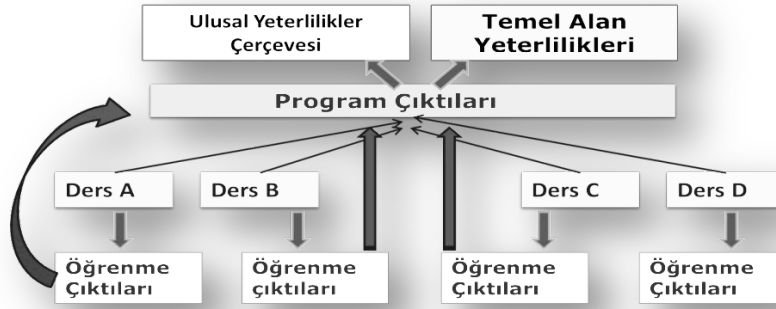 Ulusal Yeterlilikler
Çerçevesi
Temel Alan
Yeterlilikleri
Program Çıktıları
Ders A
Ders B
Ders C
Ders D
Öğrenme
Çıktıları
Öğrenme
çıktıları
Öğrenme
Çıktıları
Öğrenme
Çıktıları